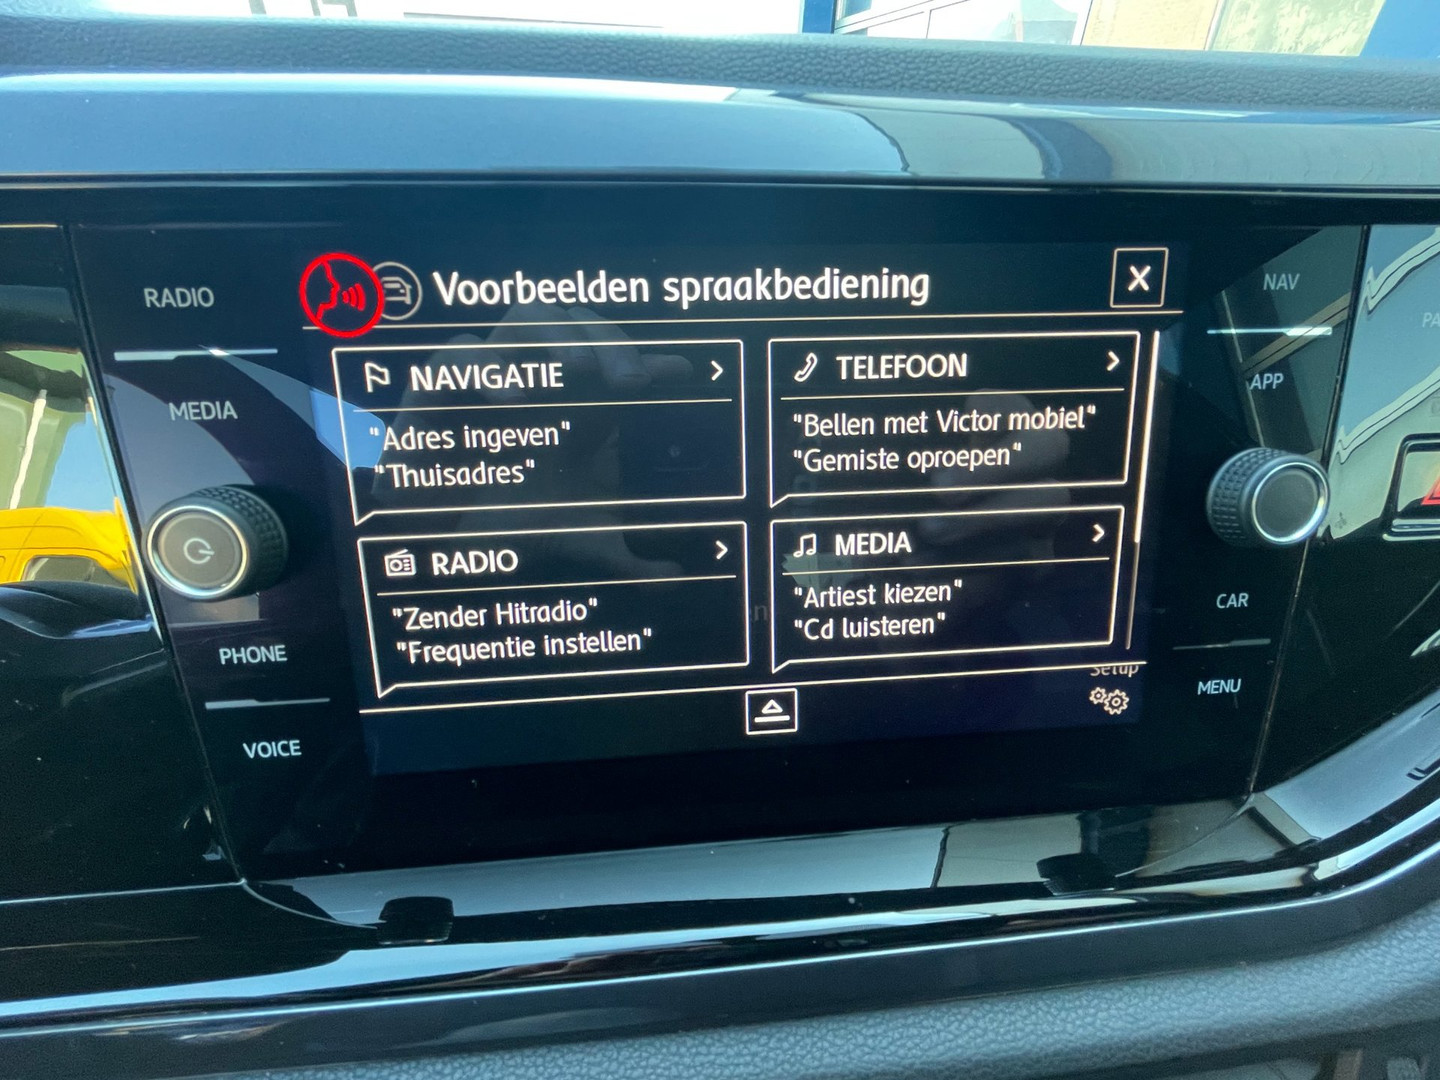 Voorbeelden spraakbediening
X
RADIO
MEDIA
PHONE
VOICE
NAVIGATIE
"Adres ingeven"
"Thuisadres"
TELEFOON
"Bellen met Victor mobiel"
"Gemiste oproepen"
RADIO
"Zender Hitradio"
"Frequentie instellen"
MEDIA
"Artiest kiezen"
"Cd luisteren"
Setup
NAV
APP
CAR
MENU